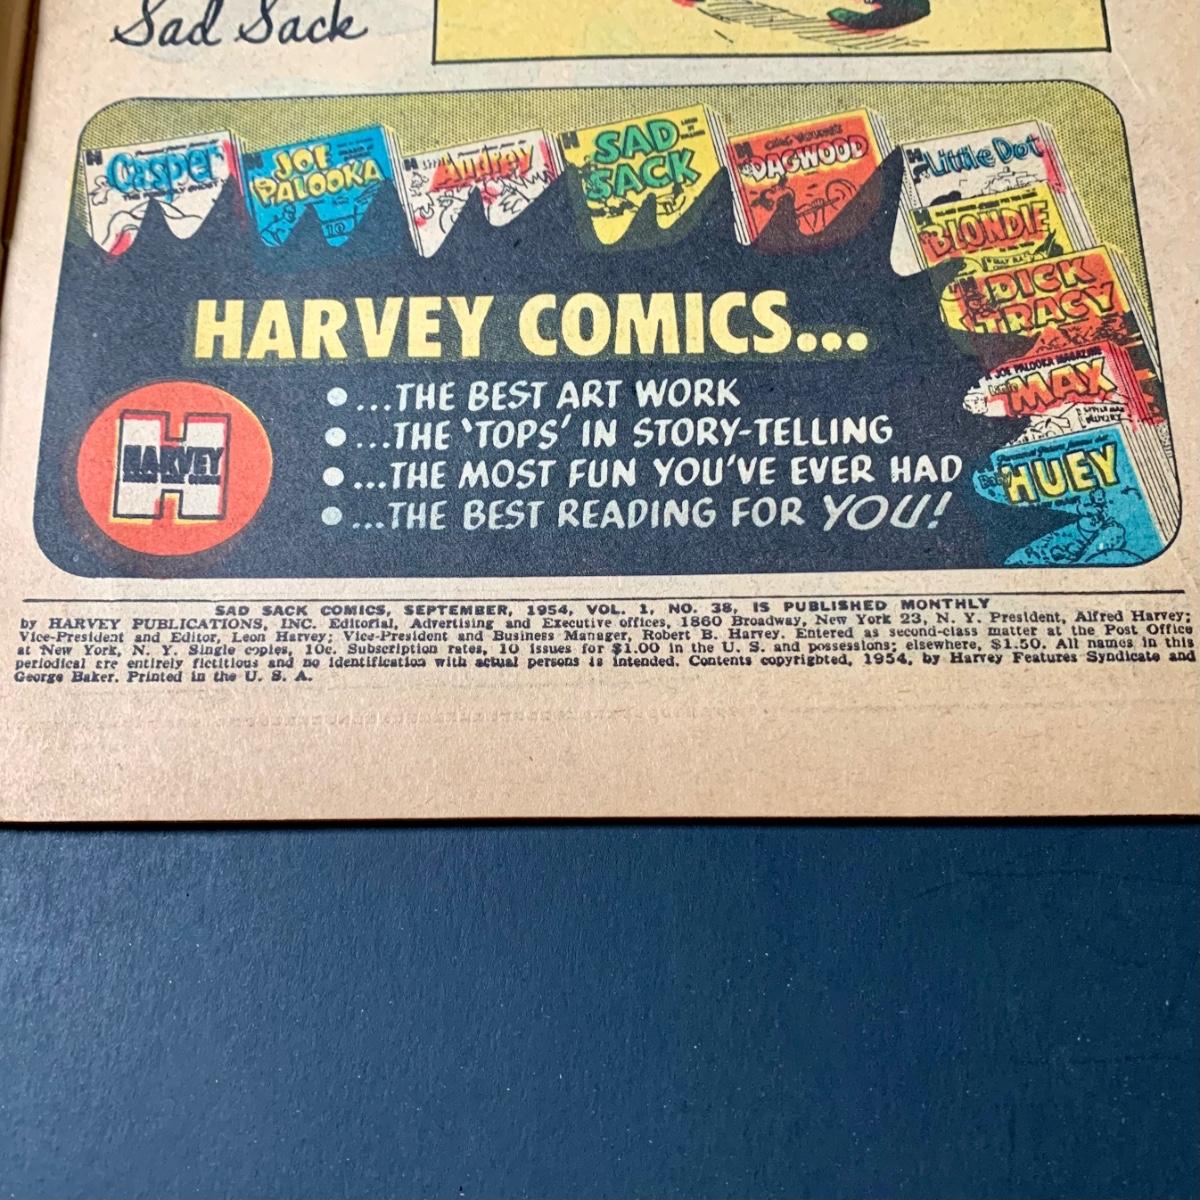 Sad Sack
Casper
JOE
PALOOKA
Audrey
SAD
SACK
DAGWOOD
Little Dot
BLONDIE
DICK
TRACY
JOE PALOOKA MAGAZINE
MAX
HUEY
HARVEY COMICS...
...THE BEST ART WORK
...THE 'TOPS' IN STORY-TELLING
...THE MOST FUN YOU'VE EVER HAD
...THE BEST READING FOR YOU!
HARVEY
SAD SACK COMICS, SEPTEMBER, 1954, VOL. 1, NO. 38, IS PUBLISHED MONTHLY
by HARVEY PUBLICATIONS, INC. Editorial, Advertising and Executive offices, 1860 Broadway, New York 23, N. Y. President, Alfred Harvey;
Vice-President and Editor, Leon Harvey; Vice-President and Business Manager, Robert B. Harvey. Entered as second-class matter at the Post Office
at New York, N. Y. Single copies, 10c. Subscription rates, 10 issues for $1.00 in the U. S. and possessions; elsewhere, $1.50. All names in this
periodical are entirely fictitious and no identification with actual persons is intended. Contents copyrighted, 1954, by Harvey Features Syndicate and
George Baker. Printed in the U. S. A.